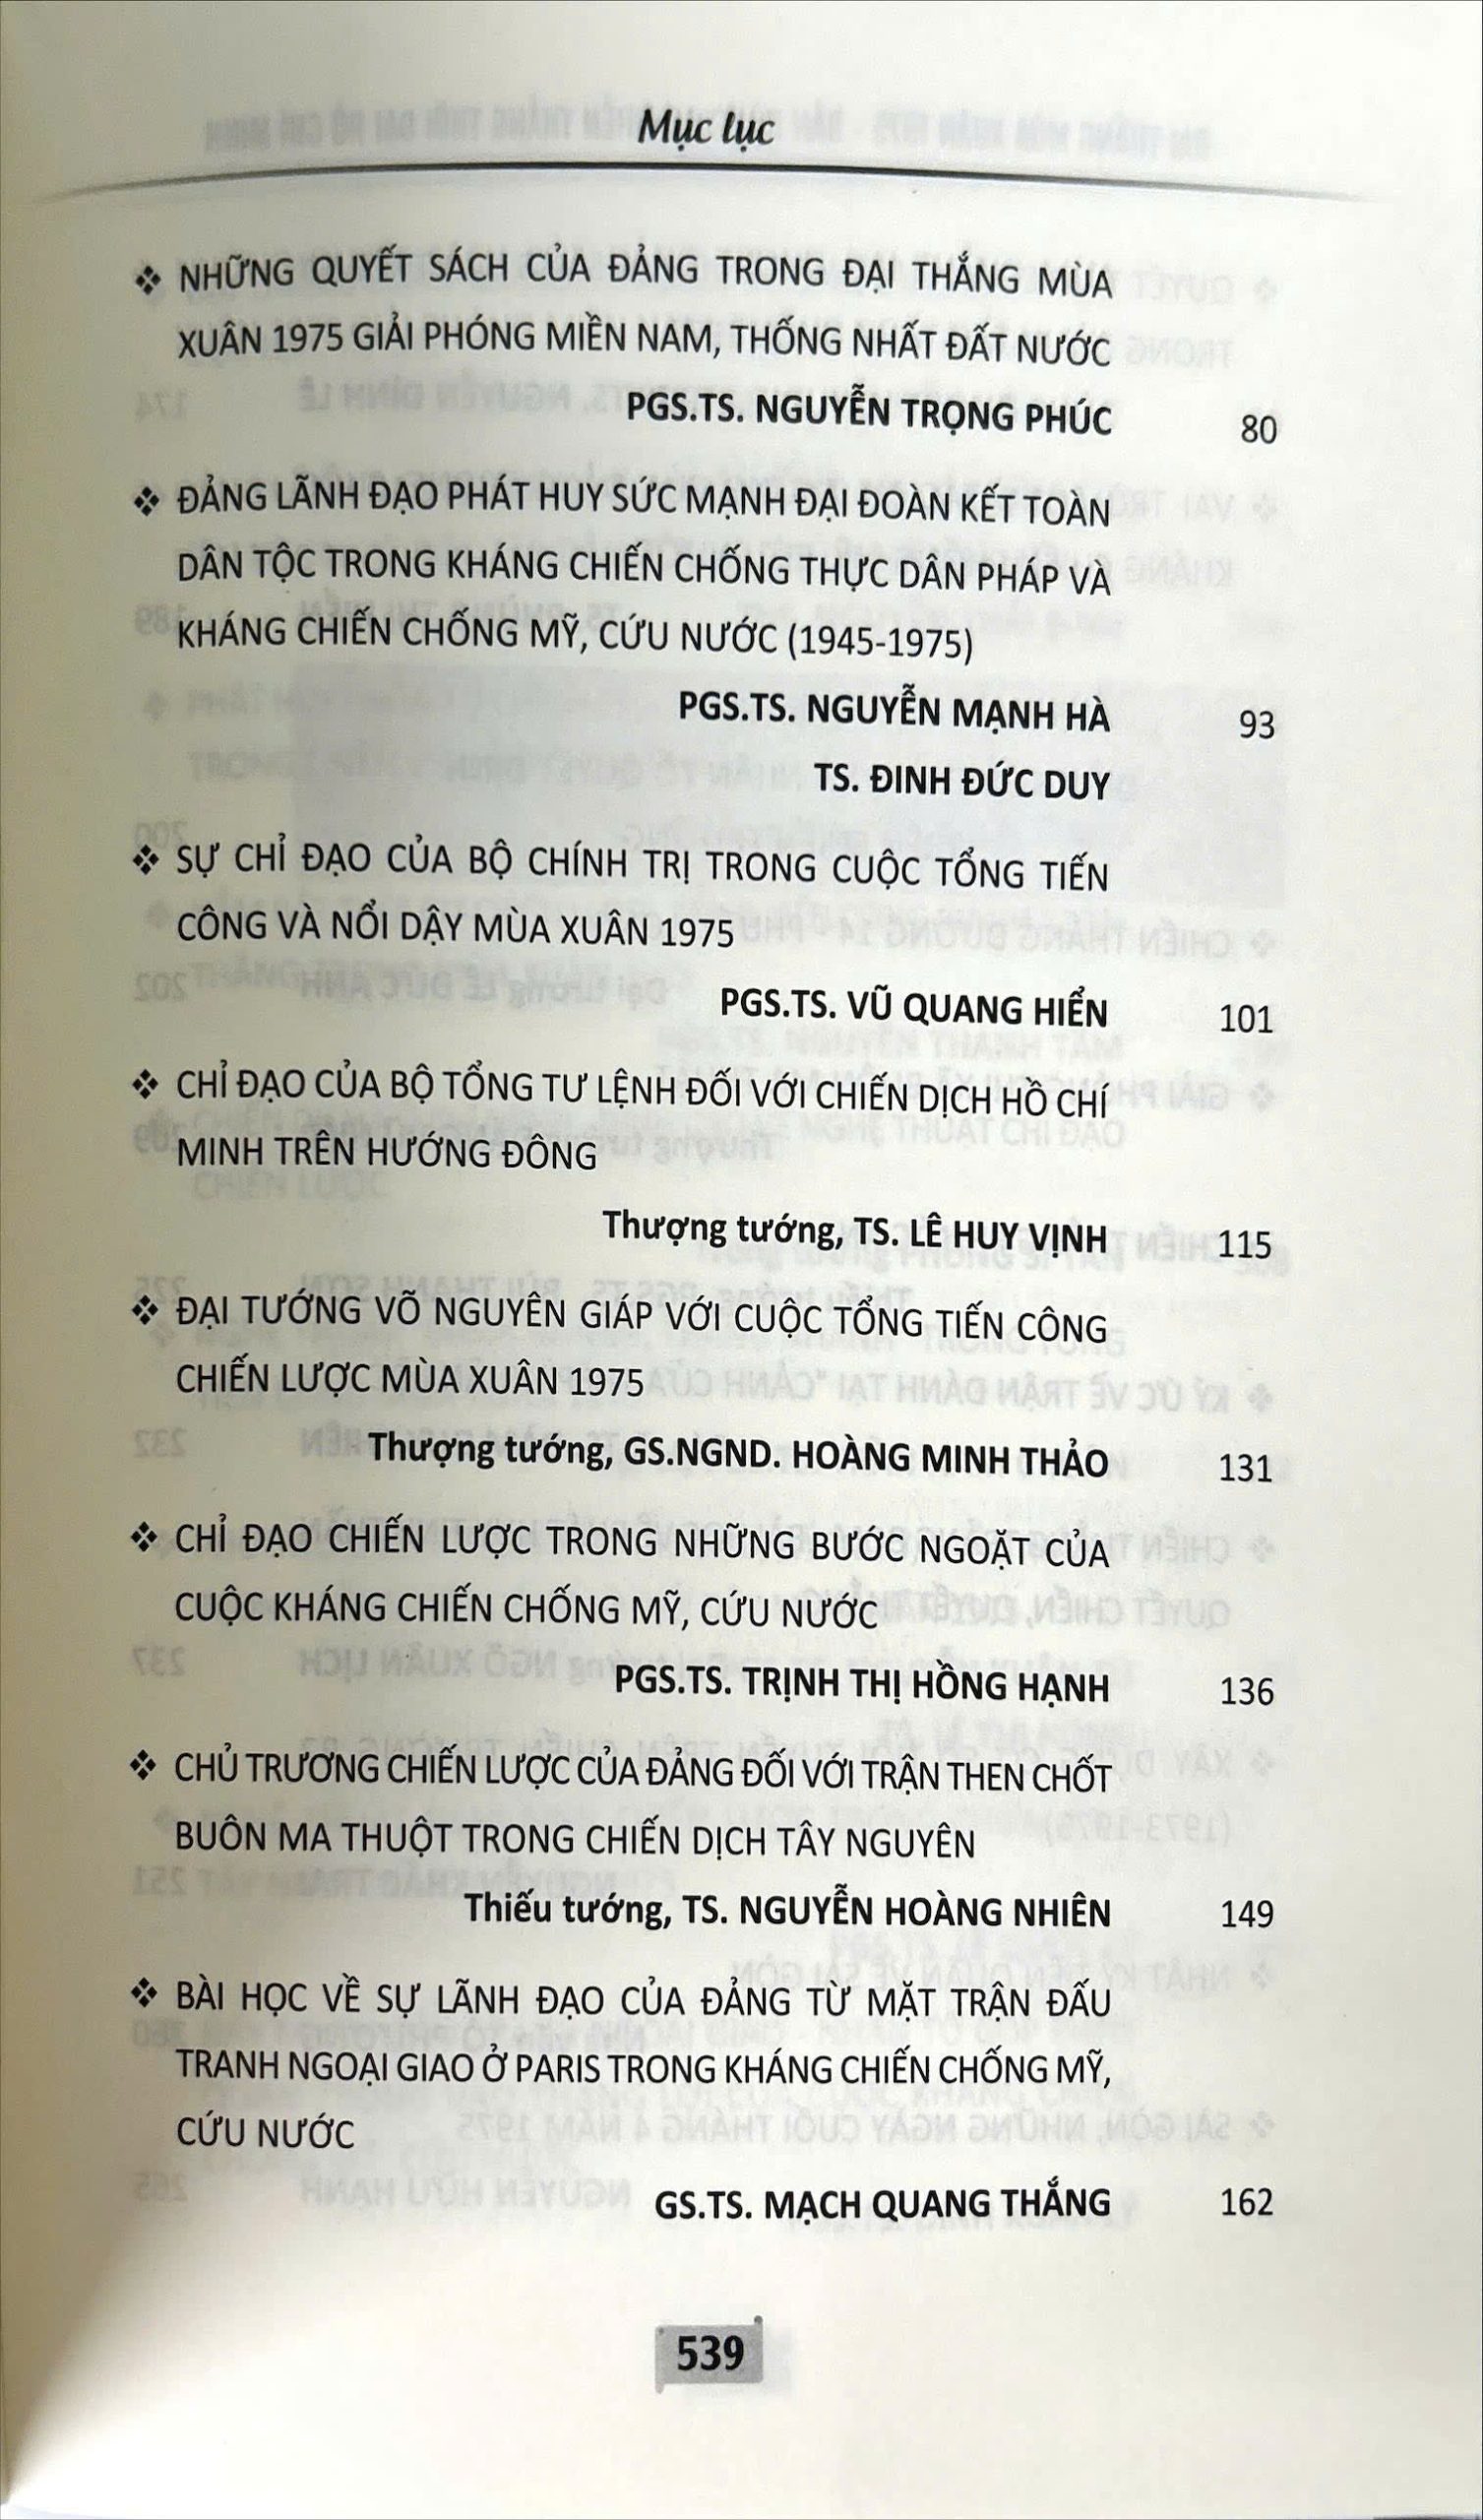 Mục lục
❖ NHỮNG QUYẾT SÁCH CỦA ĐẢNG TRONG ĐẠI THẮNG MÙA
XUÂN 1975 GIẢI PHÓNG MIỀN NAM, THỐNG NHẤT ĐẤT NƯỚC
PGS.TS. NGUYỄN TRỌNG PHÚC 80
❖ ĐẢNG LÃNH ĐẠO PHÁT HUY SỨC MẠNH ĐẠI ĐOÀN KẾT TOÀN
DÂN TỘC TRONG KHÁNG CHIẾN CHỐNG THỰC DÂN PHÁP VÀ
KHÁNG CHIẾN CHỐNG MỸ, CỨU NƯỚC (1945-1975)
PGS.TS. NGUYỄN MẠNH HÀ 93
TS. ĐINH ĐỨC DUY
❖ SỰ CHỈ ĐẠO CỦA BỘ CHÍNH TRỊ TRONG CUỘC TỔNG TIẾN
CÔNG VÀ NỔI DẬY MÙA XUÂN 1975
PGS.TS. VŨ QUANG HIỂN 101
❖ CHỈ ĐẠO CỦA BỘ TỔNG TƯ LỆNH ĐỐI VỚI CHIẾN DỊCH HỒ CHÍ
MINH TRÊN HƯỚNG ĐÔNG
Thượng tướng, TS. LÊ HUY VỊNH 115
❖ ĐẠI TƯỚNG VÕ NGUYÊN GIÁP VỚI CUỘC TỔNG TIẾN CÔNG
CHIẾN LƯỢC MÙA XUÂN 1975
Thượng tướng, GS.NGND. HOÀNG MINH THẢO 131
❖ CHỈ ĐẠO CHIẾN LƯỢC TRONG NHỮNG BƯỚC NGOẶT CỦA
CUỘC KHÁNG CHIẾN CHỐNG MỸ, CỨU NƯỚC
PGS.TS. TRỊNH THỊ HỒNG HẠNH 136
❖ CHỦ TRƯƠNG CHIẾN LƯỢC CỦA ĐẢNG ĐỐI VỚI TRẬN THEN CHỐT
BUÔN MA THUỘT TRONG CHIẾN DỊCH TÂY NGUYÊN
Thiếu tướng, TS. NGUYỄN HOÀNG NHIÊN 149
❖ BÀI HỌC VỀ SỰ LÃNH ĐẠO CỦA ĐẢNG TỪ MẶT TRẬN ĐẤU
TRANH NGOẠI GIAO Ở PARIS TRONG KHÁNG CHIẾN CHỐNG MỸ,
CỨU NƯỚC
GS.TS. MẠCH QUANG THẮNG 162
539